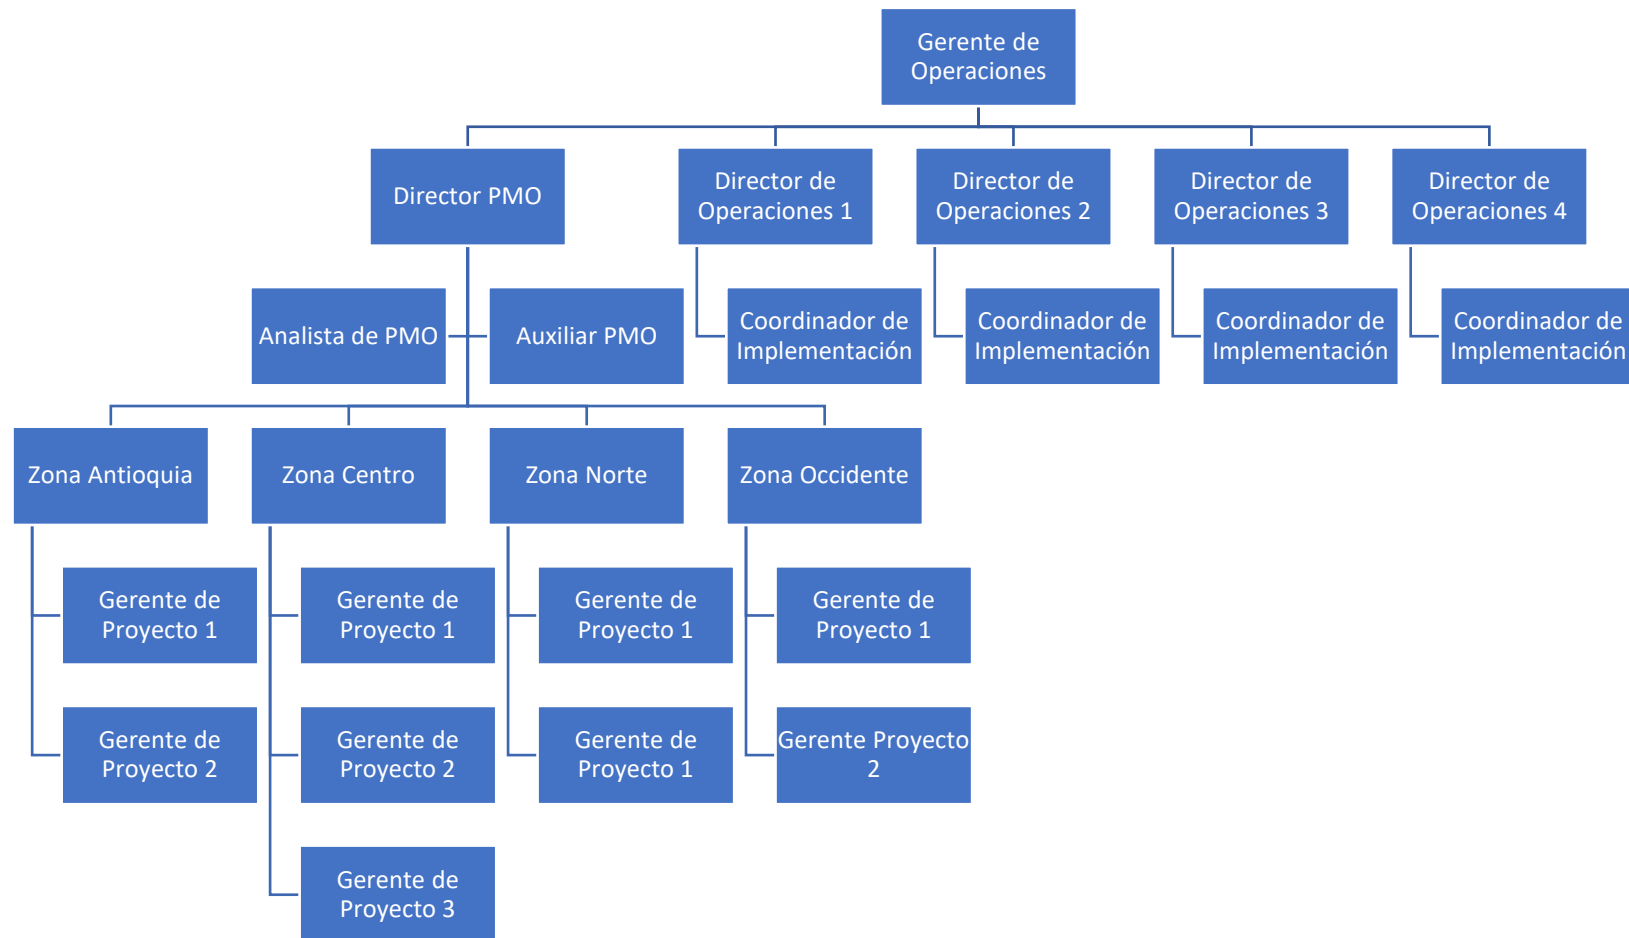 Gerente de
Operaciones
Director PMO
Director de
Operaciones 1
Director de
Operaciones 2
Director de
Operaciones 3
Director de
Operaciones 4
Analista de PMO
Auxiliar PMO
Coordinador de
Implementación
Coordinador de
Implementación
Coordinador de
Implementación
Coordinador de
Implementación
Zona Antioquia
Zona Centro
Zona Norte
Zona Occidente
Gerente de
Proyecto 1
Gerente de
Proyecto 1
Gerente de
Proyecto 1
Gerente de
Proyecto 1
Gerente de
Proyecto 2
Gerente de
Proyecto 2
Gerente de
Proyecto 1
Gerente Proyecto
2
Gerente de
Proyecto 3